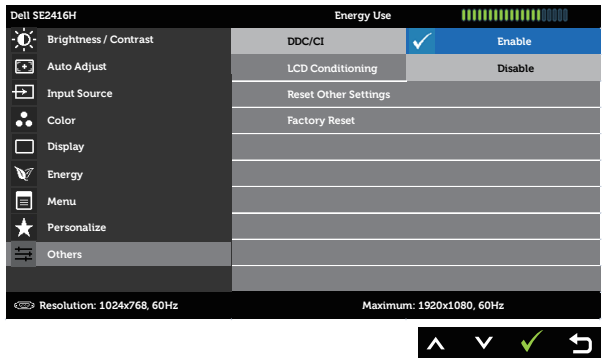 Dell SE2416H Energy Use
Brightness / Contrast DDC/CI Enable
Auto Adjust LCD Conditioning Disable
Input Source Reset Other Settings
Color Factory Reset
Display
Energy
Menu
Personalize
Others
Resolution: 1024x768, 60Hz Maximum: 1920x1080, 60Hz